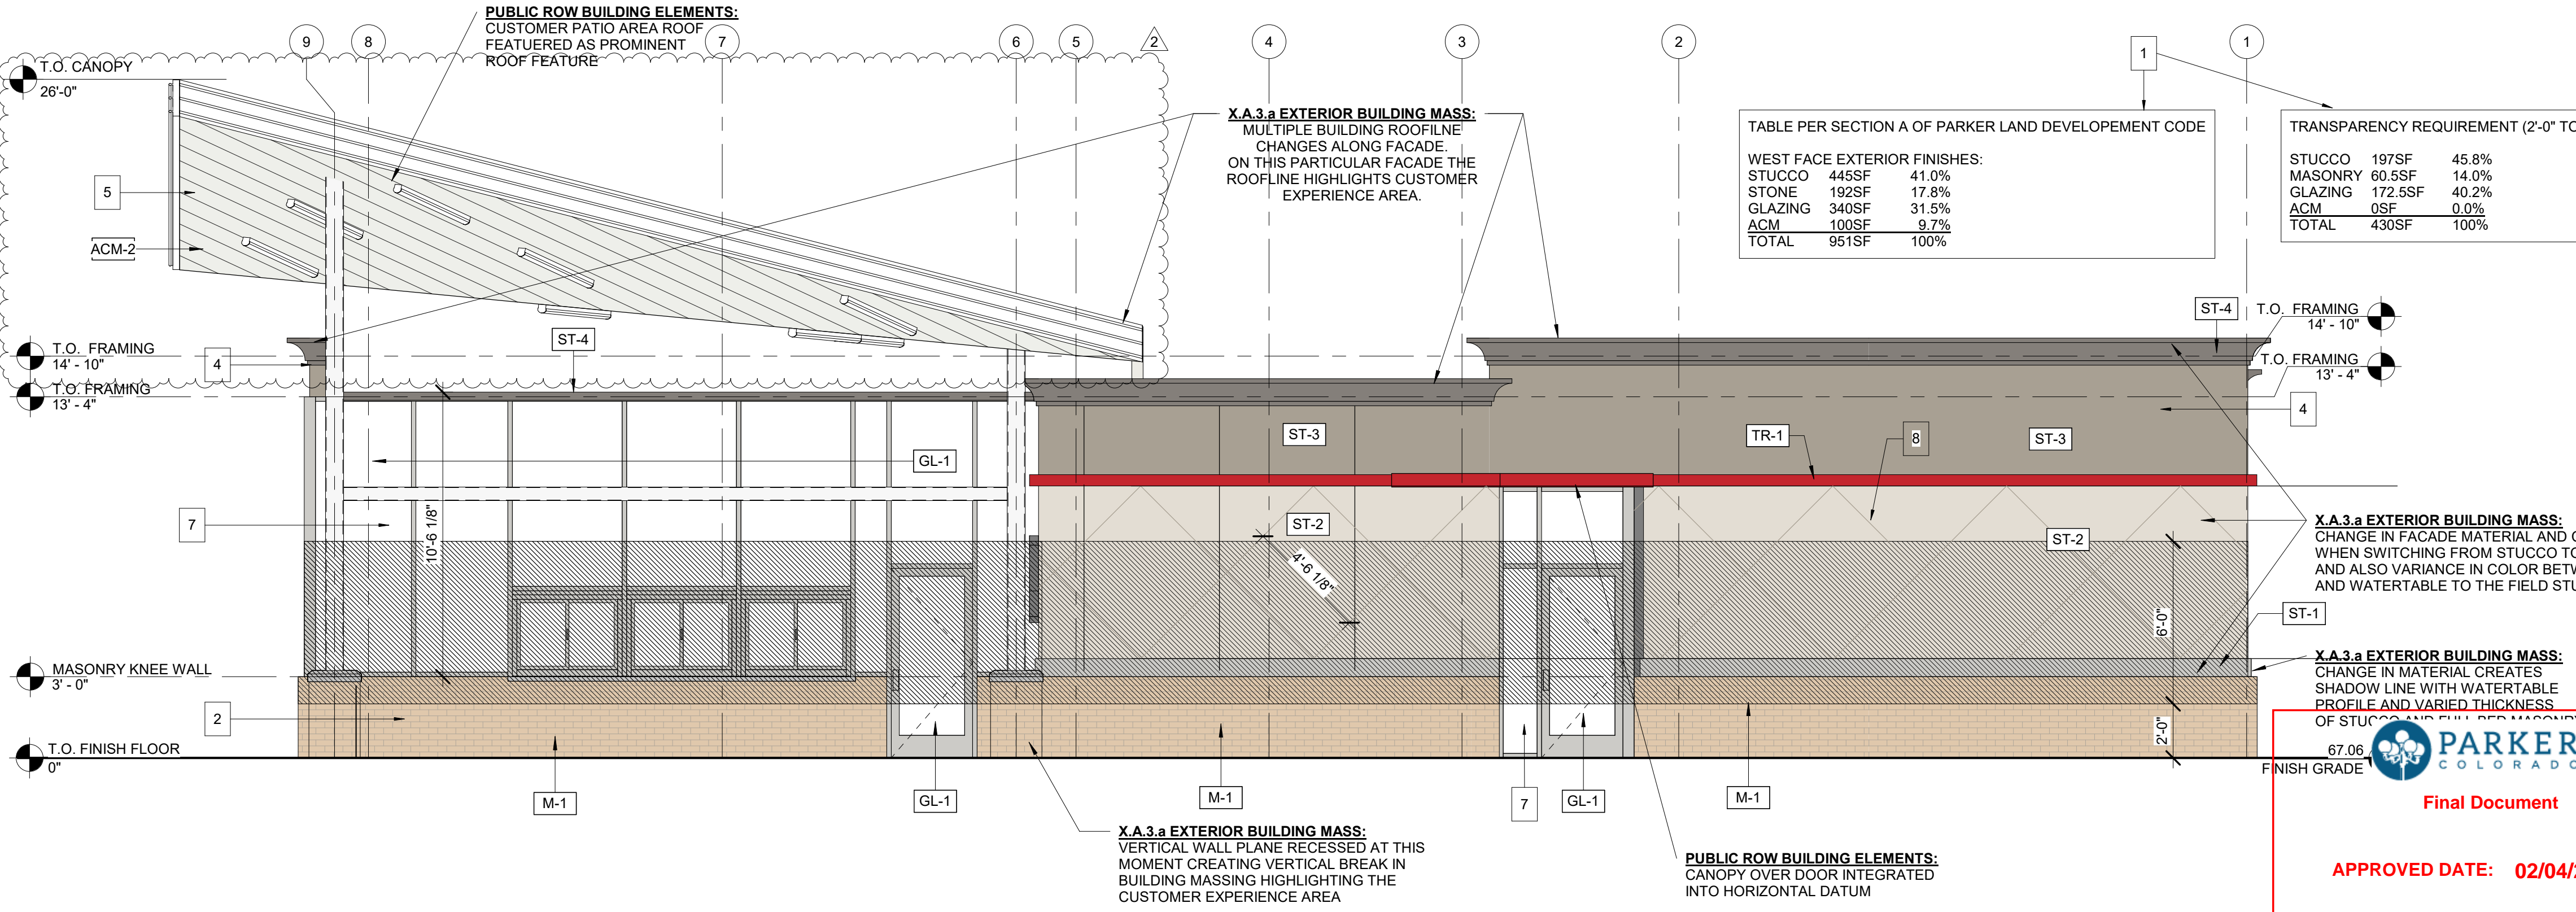 PUBLIC ROW BUILDING ELEMENTS:
CUSTOMER PATIO AREA ROOF
FEATUERED AS PROMINENT
ROOF FEATURE
9
8
7
6
5
2
4
3
2
1
1
T.O. CANOPY
26'-0"
5
ACM-2
X.A.3.a EXTERIOR BUILDING MASS:
MULTIPLE BUILDING ROOFILNE
CHANGES ALONG FACADE.
ON THIS PARTICULAR FACADE THE
ROOFLINE HIGHLIGHTS CUSTOMER
EXPERIENCE AREA.
TABLE PER SECTION A OF PARKER LAND DEVELOPEMENT CODE
WEST FACE EXTERIOR FINISHES:
STUCCO 445SF 41.0%
STONE 192SF 17.8%
GLAZING 340SF 31.5%
ACM 100SF 9.7%
TOTAL 951SF 100%
TRANSPARENCY REQUIREMENT (2'-0" TO
STUCCO 197SF 45.8%
MASONRY 60.5SF 14.0%
GLAZING 172.5SF 40.2%
ACM 0SF 0.0%
TOTAL 430SF 100%
T.O. FRAMING
14' - 10"
T.O. FRAMING
13' - 4"
4
ST-4
ST-4
T.O. FRAMING
14' - 10"
T.O. FRAMING
13' - 4"
4
GL-1
ST-3
TR-1
8
ST-3
7
10'-6 1/8"
ST-2
4'-6 1/8"
ST-2
6'-0"
X.A.3.a EXTERIOR BUILDING MASS:
CHANGE IN FACADE MATERIAL AND
WHEN SWITCHING FROM STUCCO TO
AND ALSO VARIANCE IN COLOR
AND WATERTABLE TO THE FIELD
ST-1
X.A.3.a EXTERIOR BUILDING MASS:
CHANGE IN MATERIAL CREATES
SHADOW LINE WITH WATERTABLE
PROFILE AND VARIED THICKNESS
OF STUCCO AND FULL BED MASONRY
MASONRY KNEE WALL
3' - 0"
2
T.O. FINISH FLOOR
0"
2'-0"
67.06
FINISH GRADE
PARKER
COLORADO
Final Document
APPROVED DATE: 02/04/
M-1
GL-1
M-1
7
GL-1
M-1
X.A.3.a EXTERIOR BUILDING MASS:
VERTICAL WALL PLANE RECESSED AT THIS
MOMENT CREATING VERTICAL BREAK IN
BUILDING MASSING HIGHLIGHTING THE
CUSTOMER EXPERIENCE AREA
PUBLIC ROW BUILDING ELEMENTS:
CANOPY OVER DOOR INTEGRATED
INTO HORIZONTAL DATUM